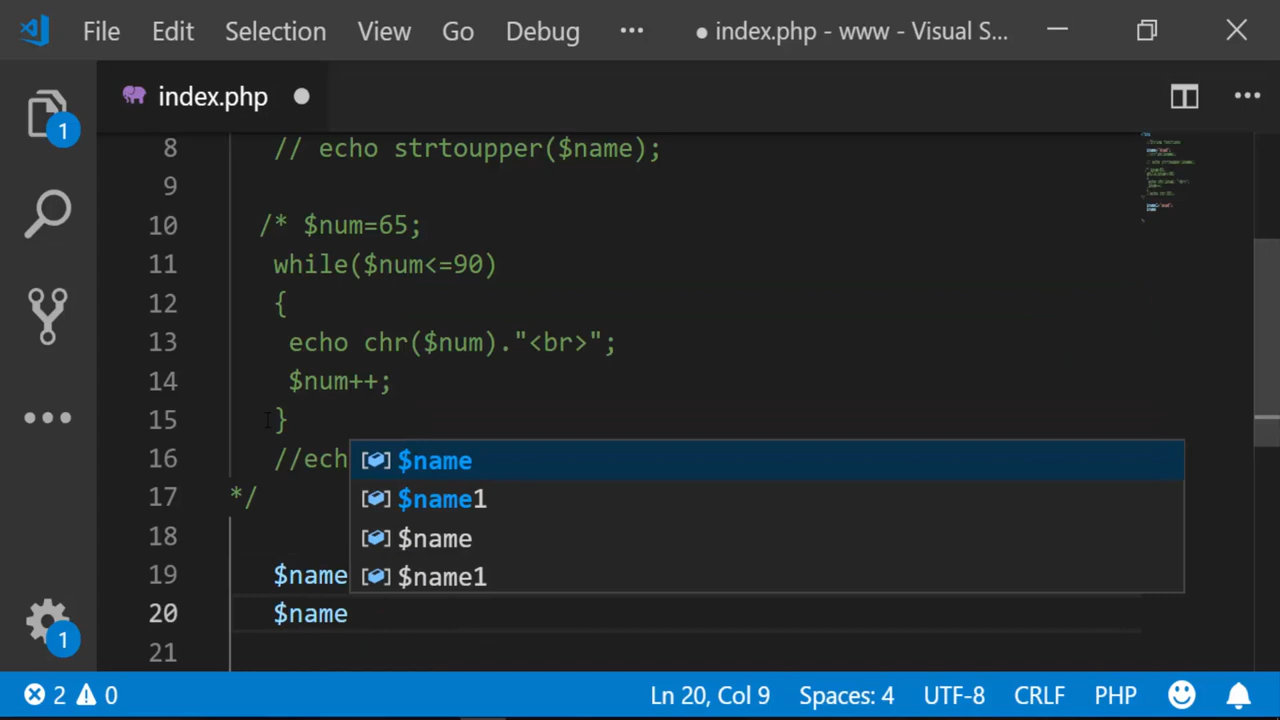 File Edit Selection View Go Debug ··· ● index.php - www - Visual S...
index.php ●
8 // echo strtoupper($name);
9
10 /* $num=65;
11 while($num<=90)
12 {
13 echo chr($num)."<br>";
14 $num++;
15 }
16 //ech
17 */
18
19 $name
20 $name
21
$name
$name1
$name
$name1
1
1
2 0 Ln 20, Col 9 Spaces: 4 UTF-8 CRLF PHP